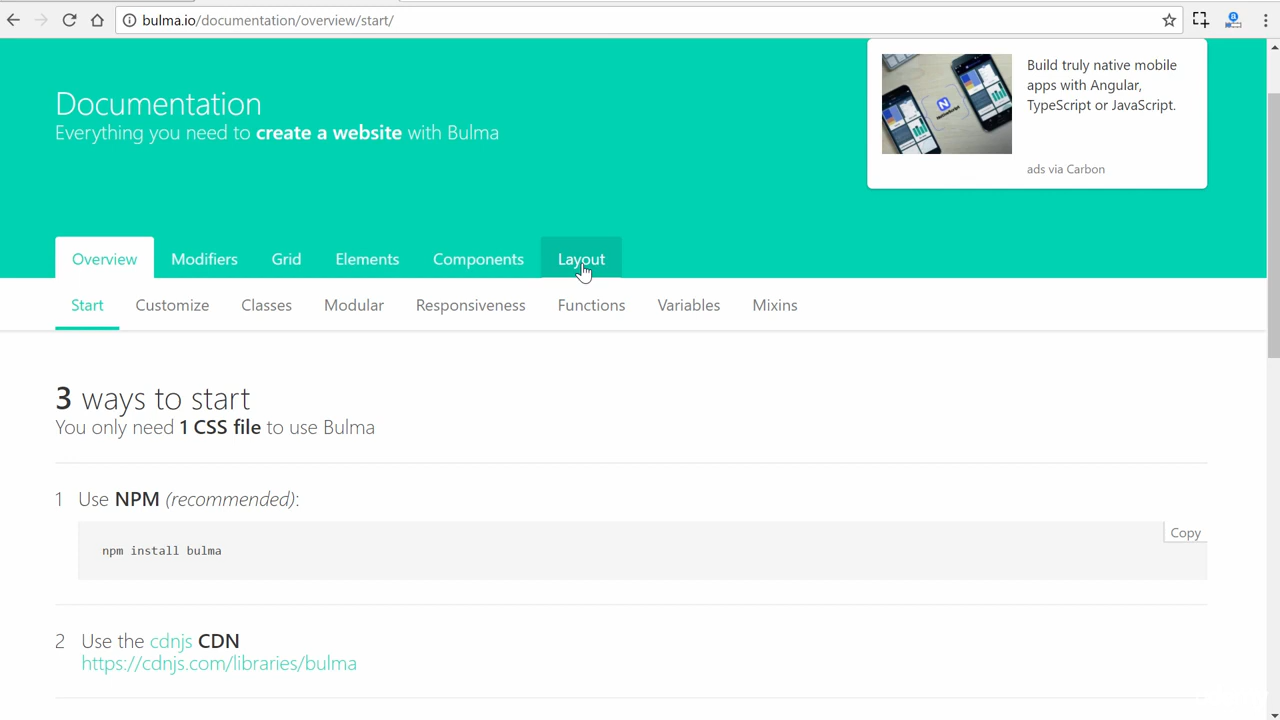 bulma.io/documentation/overview/start/
Documentation
Everything you need to create a website with Bulma
Build truly native mobile
apps with Angular,
TypeScript or JavaScript.
ads via Carbon
Overview Modifiers Grid Elements Components Layout
Start Customize Classes Modular Responsiveness Functions Variables Mixins
3 ways to start
You only need 1 CSS file to use Bulma
1 Use NPM (recommended):
Copy
npm install bulma
2 Use the cdnjs CDN
https://cdnjs.com/libraries/bulma